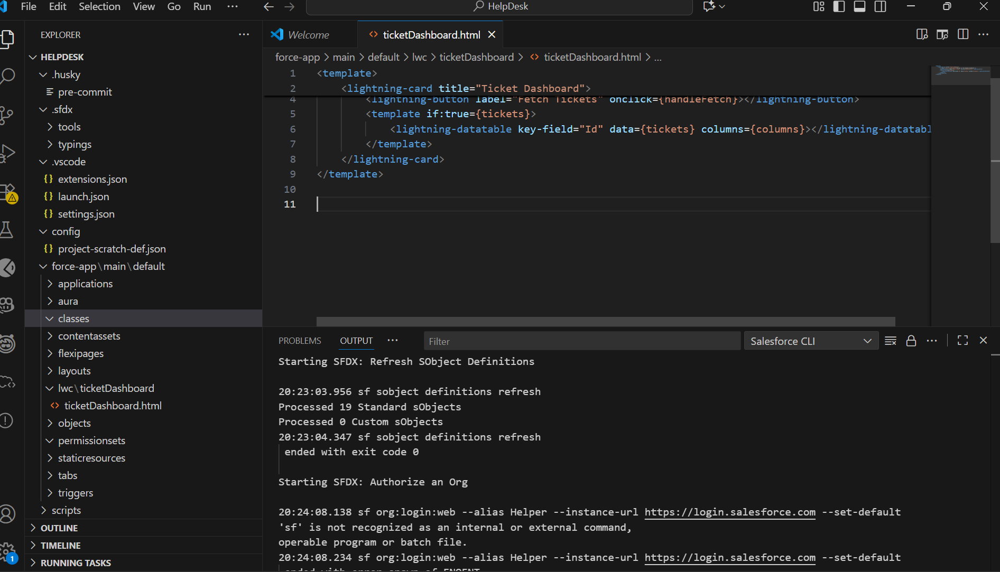 File Edit Selection View Go Run ··· HelpDesk
EXPLORER ···
HELPDESK
.husky
pre-commit
.sfdx
tools
typings
.vscode
{} extensions.json
{} launch.json
{} settings.json
config
{} project-scratch-def.json
force-app\main\default
applications
aura
classes
contentassets
flexipages
layouts
lwc\ticketDashboard
<> ticketDashboard.html
objects
permissionsets
staticresources
tabs
triggers
scripts
OUTLINE
TIMELINE
RUNNING TASKS
1
Welcome
<> ticketDashboard.html
force-app > main > default > lwc > ticketDashboard > <> ticketDashboard.html > ...
1 <template>
2 <lightning-card title="Ticket Dashboard">
4 <lightning-button label="Fetch Tickets" onclick={handleFetch}></lightning-button>
5 <template if:true={tickets}>
6 <lightning-datatable key-field="Id" data={tickets} columns={columns}></lightning-datatabl
7 </template>
8 </lightning-card>
9 </template>
10
11
PROBLEMS OUTPUT ··· Filter Salesforce CLI ···
Starting SFDX: Refresh SObject Definitions
20:23:03.956 sf sobject definitions refresh
Processed 19 Standard sObjects
Processed 0 Custom sObjects
20:23:04.347 sf sobject definitions refresh
ended with exit code 0
Starting SFDX: Authorize an Org
20:24:08.138 sf org:login:web --alias Helper --instance-url https://login.salesforce.com --set-default
'sf' is not recognized as an internal or external command,
operable program or batch file.
20:24:08.234 sf org:login:web --alias Helper --instance-url https://login.salesforce.com --set-default